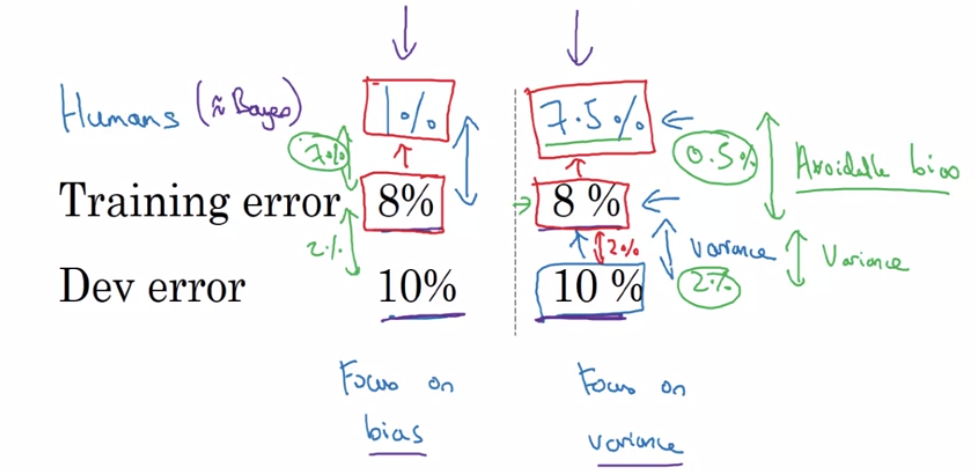 Humans (≈ Bayes) 1% 7.5%
7% 0.5% Avoidable bias
Training error 8% 8 %
2% 2% Variance Variance
Dev error 10% 10 % 2%
Focus on Focus on
bias variance